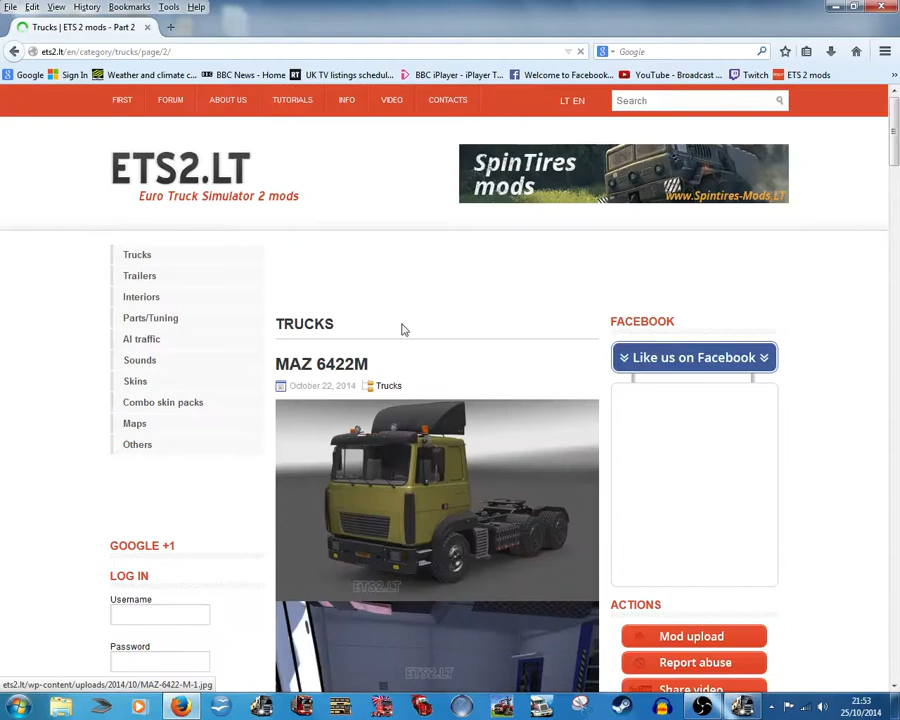 File Edit View History Bookmarks Tools Help
Trucks | ETS 2 mods - Part 2
ets2.lt/en/category/trucks/page/2/
Google
Google Sign In Weather and climate c... BBC News - Home UK TV listings schedul... BBC iPlayer - iPlayer T... Welcome to Facebook... YouTube - Broadcast ... Twitch ETS 2 mods
FIRST FORUM ABOUT US TUTORIALS INFO VIDEO CONTACTS LT EN Search
ETS2.LT
Euro Truck Simulator 2 mods
SpinTires
mods
www.Spintires-Mods.LT
Trucks
Trailers
Interiors
Parts/Tuning
AI traffic
Sounds
Skins
Combo skin packs
Maps
Others
GOOGLE +1
LOG IN
Username
Password
TRUCKS
MAZ 6422M
October 22, 2014 Trucks
ETS2.LT
ETS2.LT
FACEBOOK
Like us on Facebook
ACTIONS
Mod upload
Report abuse
Share video
ets2.lt/wp-content/uploads/2014/10/MAZ-6422-M-1.jpg
21:53
25/10/2014